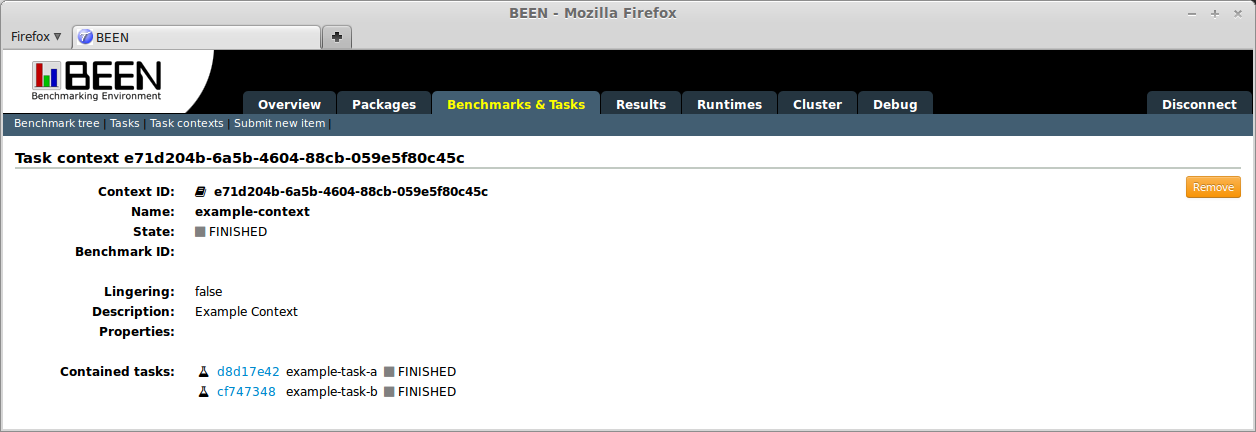 BEEN - Mozilla Firefox
Firefox
BEEN
BEEN
Benchmarking Environment
Overview Packages Benchmarks & Tasks Results Runtimes Cluster Debug Disconnect
Benchmark tree | Tasks | Task contexts | Submit new item |
Task context e71d204b-6a5b-4604-88cb-059e5f80c45c
Context ID: e71d204b-6a5b-4604-88cb-059e5f80c45c
Remove
Name: example-context
State: FINISHED
Benchmark ID:
Lingering: false
Description: Example Context
Properties:
Contained tasks: d8d17e42 example-task-a FINISHED
cf747348 example-task-b FINISHED